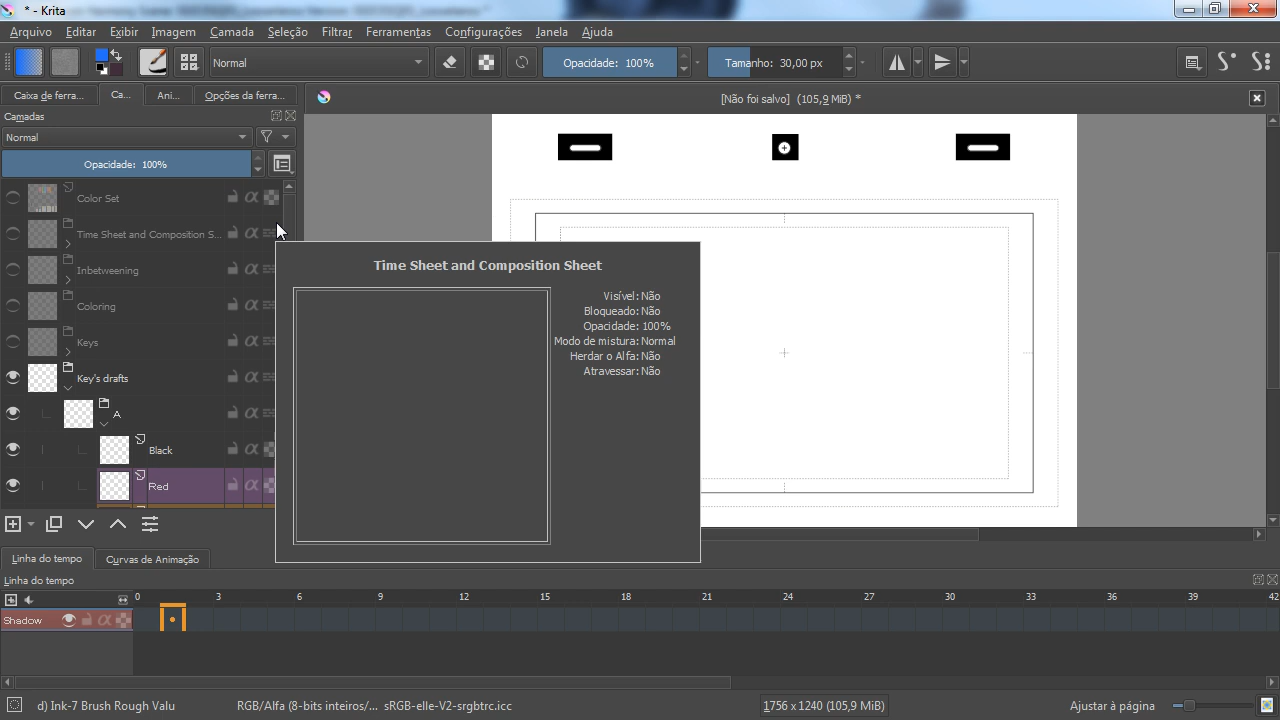 * - Krita
Arquivo Editar Exibir Imagem Camada Seleção Filtrar Ferramentas Configurações Janela Ajuda
Normal Opacidade: 100% Tamanho: 30,00 px
Caixa de ferra... Ca... Ani... Opções da ferra...
[Não foi salvo] (105,9 MiB) *
Camadas
Normal
Opacidade: 100%
Color Set
Time Sheet and Composition S...
Inbetweening
Coloring
Keys
Key's drafts
A
Black
Red
Time Sheet and Composition Sheet
Visível: Não
Bloqueado: Não
Opacidade: 100%
Modo de mistura: Normal
Herdar o Alfa: Não
Atravessar: Não
Linha do tempo Curvas de Animação
Linha do tempo
0 3 6 9 12 15 18 21 24 27 30 33 36 39 42
Shadow
d) Ink-7 Brush Rough Valu RGB/Alfa (8-bits inteiros/... sRGB-elle-V2-srgbtrc.icc 1756 x 1240 (105,9 MiB) Ajustar à página